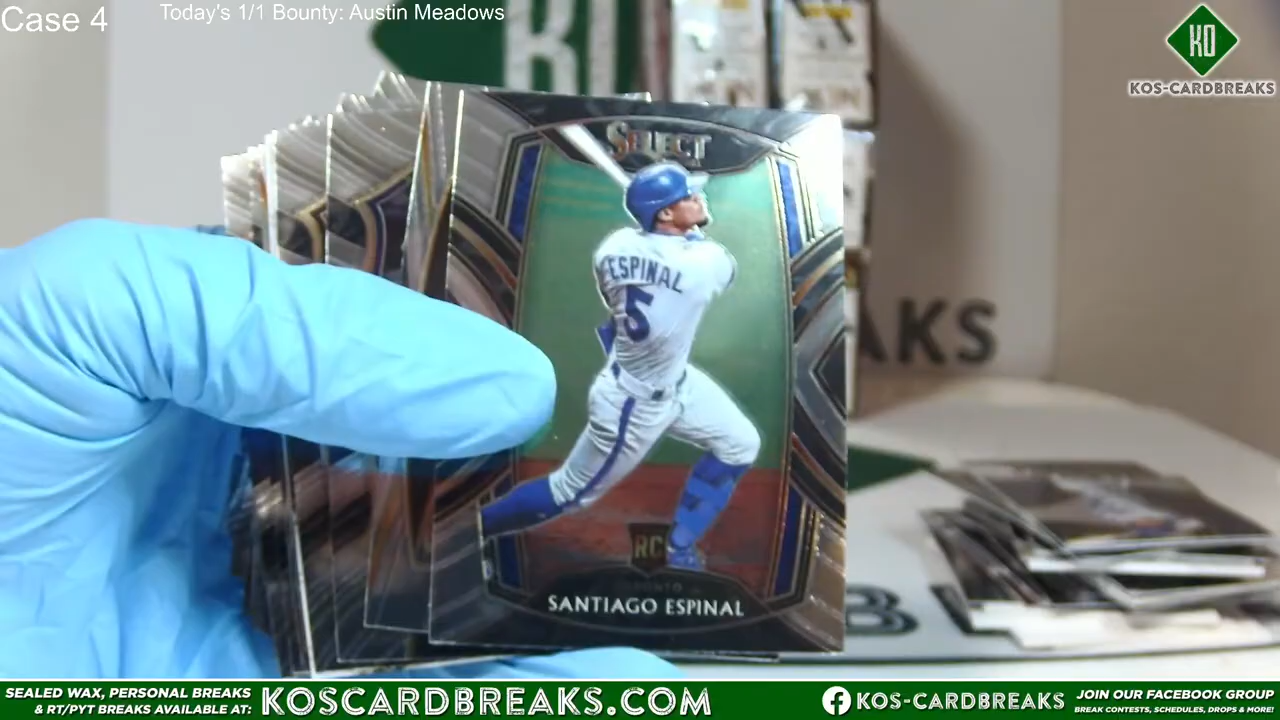 Case 4
Today's 1/1 Bounty: Austin Meadows
KO
KOS-CARDBREAKS
SELECT
ESPINAL
5
AKS
RC
TORONTO
SANTIAGO ESPINAL
B
SEALED WAX, PERSONAL BREAKS
& RT/PYT BREAKS AVAILABLE AT:
KOSCARDBREAKS.COM
KOS-CARDBREAKS
JOIN OUR FACEBOOK GROUP
BREAK CONTESTS, SCHEDULES, DROPS & MORE!